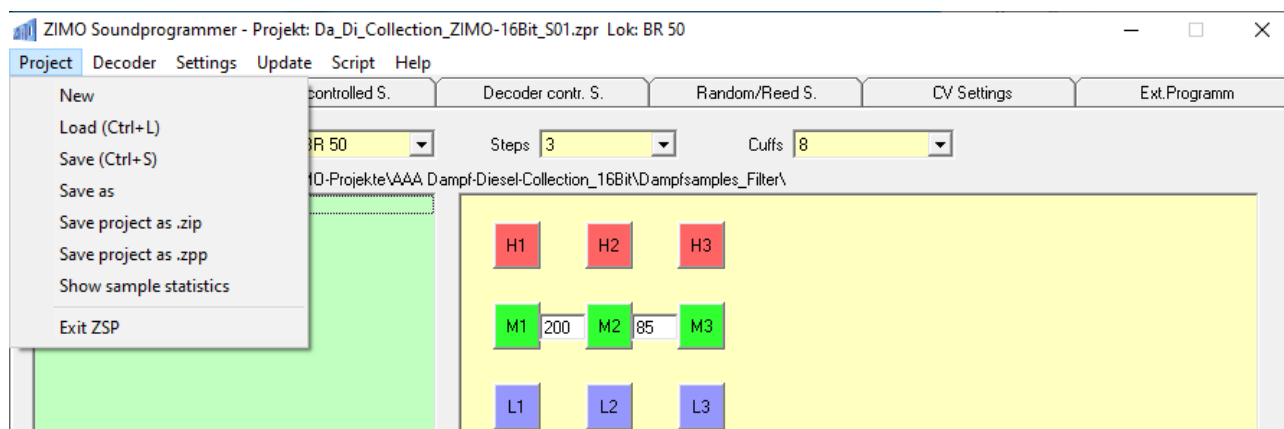 ZIMO Soundprogrammer - Projekt: Da_Di_Collection_ZIMO-16Bit_S01.zpr Lok: BR 50
Project Decoder Settings Update Script Help
New
Load (Ctrl+L)
Save (Ctrl+S)
Save as
Save project as .zip
Save project as .zpp
Show sample statistics
Exit ZSP
controlled S. Decoder contr. S. Random/Reed S. CV Settings Ext.Programm
BR 50 Steps 3 Cuffs 8
MO-Projekte\AAA Dampf-Diesel-Collection_16Bit\Dampfsamples_Filter\
H1 H2 H3
M1 200 M2 85 M3
L1 L2 L3